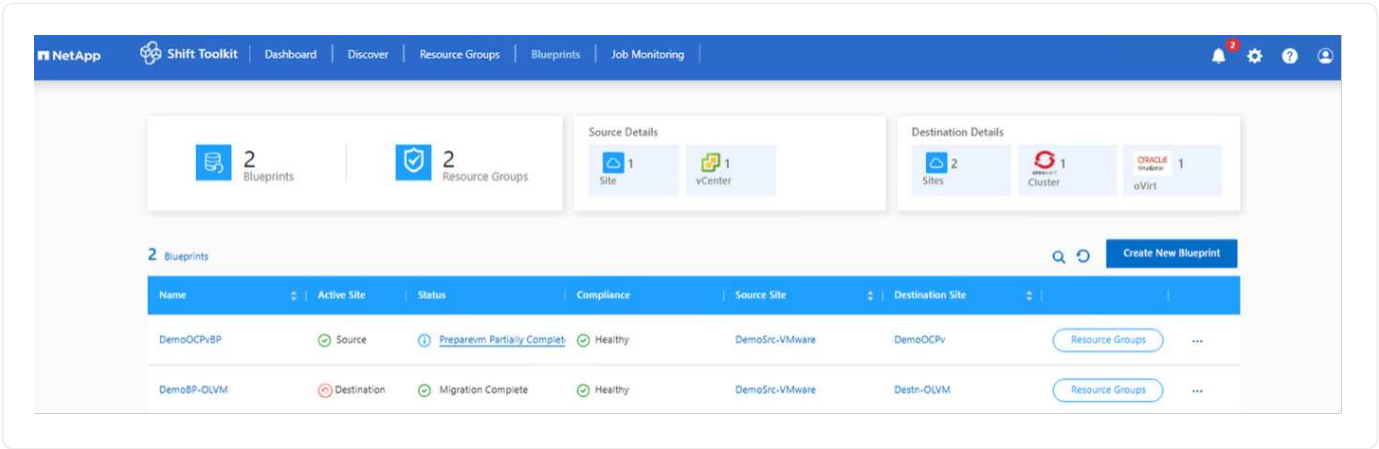 NetApp Shift Toolkit Dashboard Discover Resource Groups Blueprints Job Monitoring 2
2
Blueprints
2
Resource Groups
Source Details
1
Site
1
vCenter
Destination Details
2
Sites
OPENSHIFT
1
Cluster
ORACLE
1
oVirt
2 Blueprints
Create New Blueprint
Name Active Site Status Compliance Source Site Destination Site
DemoOCPvBP Source Preparevm Partially Complet Healthy DemoSrc-VMware DemoOCPv Resource Groups ...
DemoBP-OLVM Destination Migration Complete Healthy DemoSrc-VMware Destn-OLVM Resource Groups ...